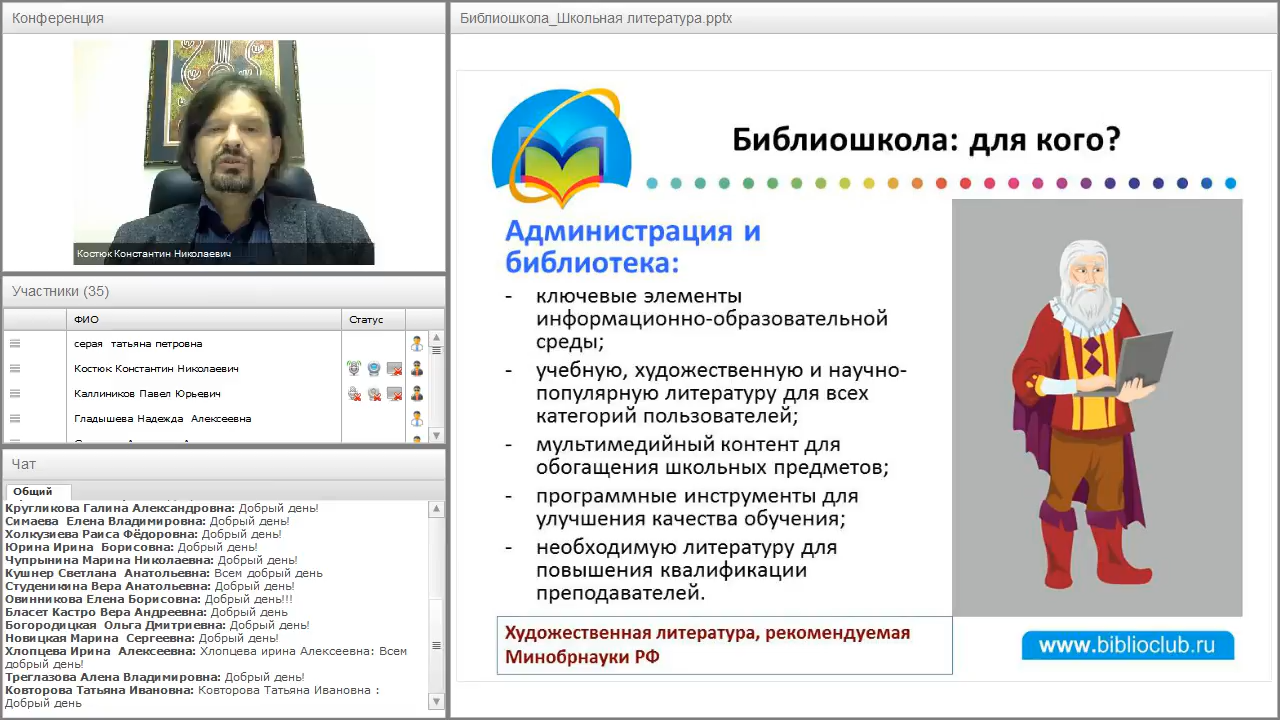 Конференция
Костюк Константин Николаевич
Участники (35)
ФИО Статус
серая татьяна петровна
Костюк Константин Николаевич
Каллиников Павел Юрьевич
Гладышева Надежда Алексеевна
Чат
Общий
Кругликова Галина Александровна: Добрый день!
Симаева Елена Владимировна: Добрый день!
Холкузиева Раиса Фёдоровна: Добрый день!
Юрина Ирина Борисовна: Добрый день!
Чупрынина Марина Николаевна: Добрый день!
Кушнер Светлана Анатольевна: Всем добрый день
Студеникина Вера Анатольевна: Добрый день!
Овинникова Елена Борисовна: Добрый день!!!
Бласет Кастро Вера Андреевна: Добрый день
Богородицкая Ольга Дмитриевна: Добрый день!
Новицкая Марина Сергеевна: Добрый день!
Хлопцева Ирина Алексеевна: Хлопцева ирина Алексеевна; Всем
добрый день!
Треглазова Алена Владимировна: Добрый день!
Ковторова Татьяна Ивановна: Ковторова Татьяна Ивановна :
Добрый день
Библиошкола_Школьная литература.pptx
Библиошкола: для кого?
Администрация и
библиотека:
- ключевые элементы
информационно-образовательной
среды;
- учебную, художественную и научно-
популярную литературу для всех
категорий пользователей;
- мультимедийный контент для
обогащения школьных предметов;
- программные инструменты для
улучшения качества обучения;
- необходимую литературу для
повышения квалификации
преподавателей.
Художественная литература, рекомендуемая
Минобрнауки РФ
www.biblioclub.ru